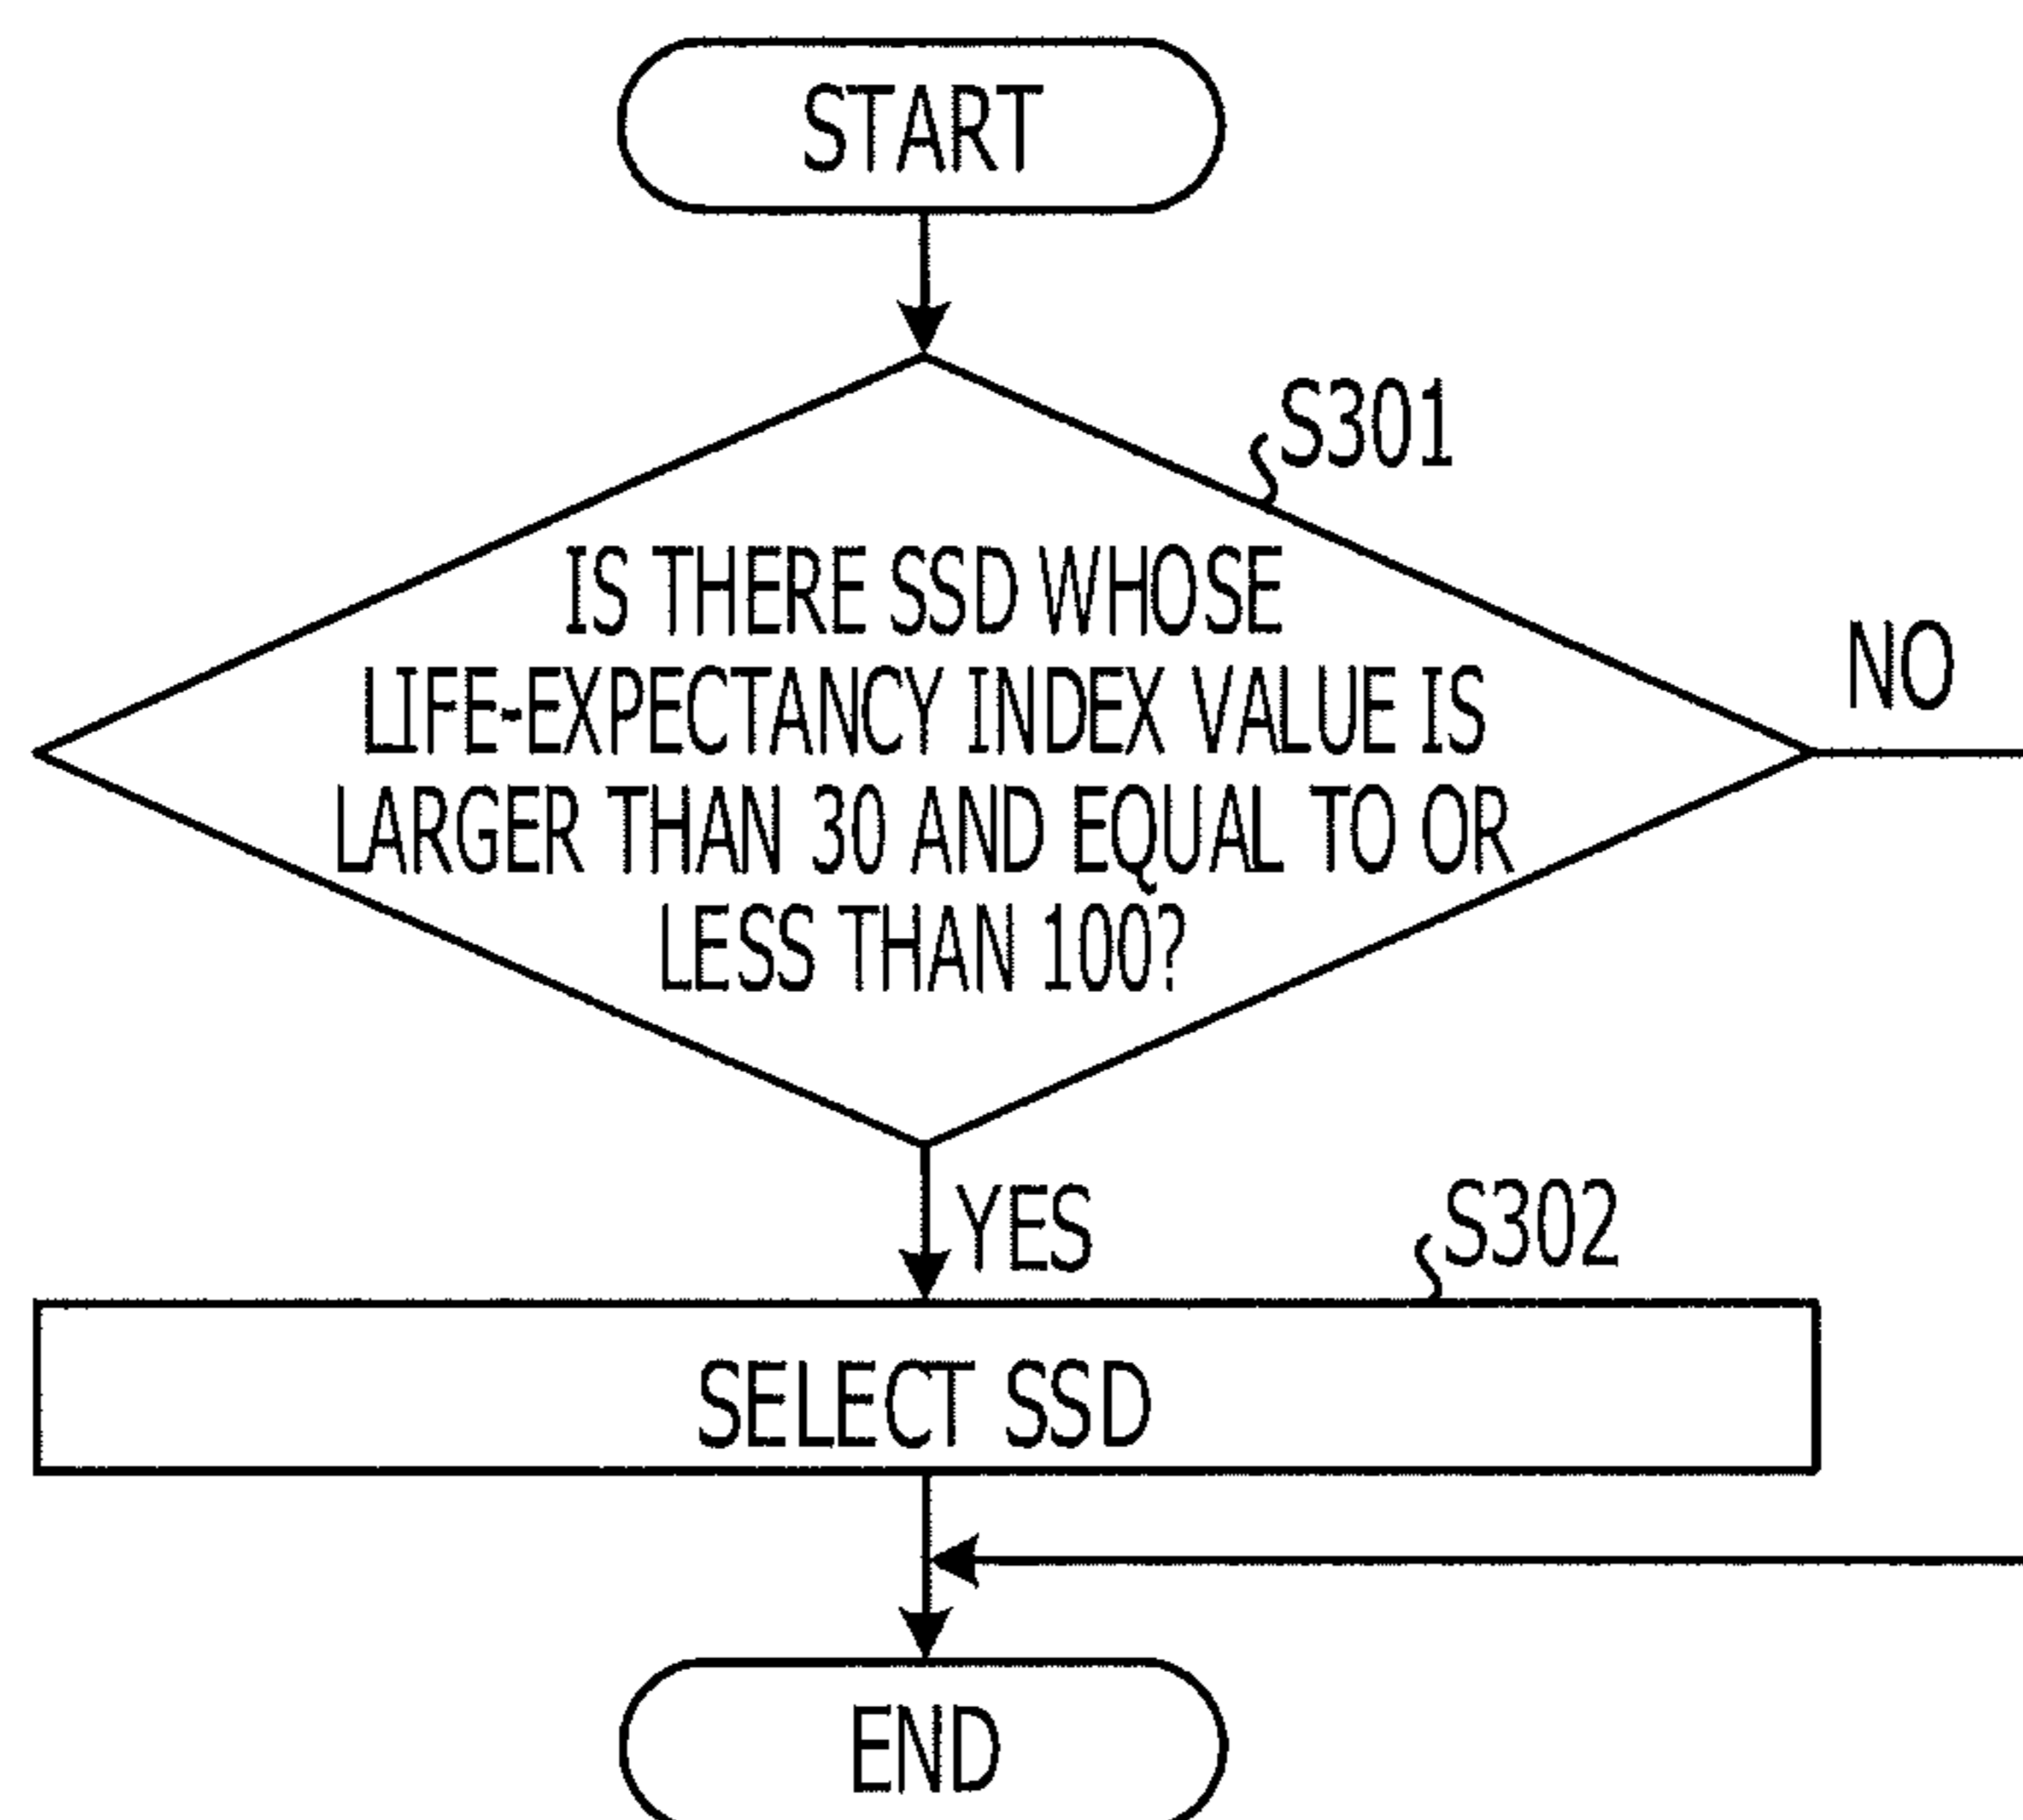 START
S301
IS THERE SSD WHOSE
LIFE-EXPECTANCY INDEX VALUE IS
LARGER THAN 30 AND EQUAL TO OR
LESS THAN 100?
NO
YES
S302
SELECT SSD
END